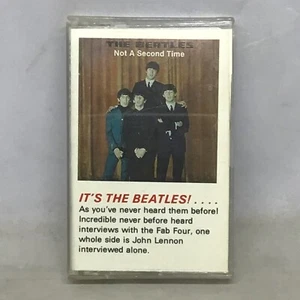 THE BEATLES
Not A Second Time
IT'S THE BEATLES!....
As you've never heard them before!
Incredible never before heard
interviews with the Fab Four, one
whole side is John Lennon
interviewed alone.